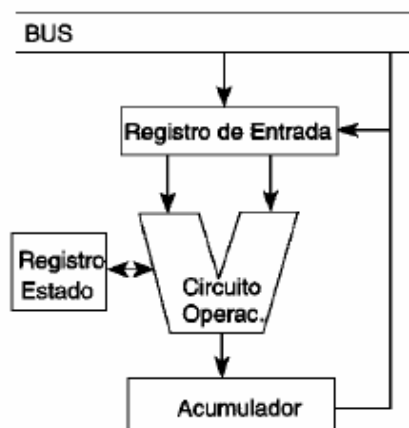 BUS
Registro de Entrada
Registro
Estado
Circuito
Operac.
Acumulador